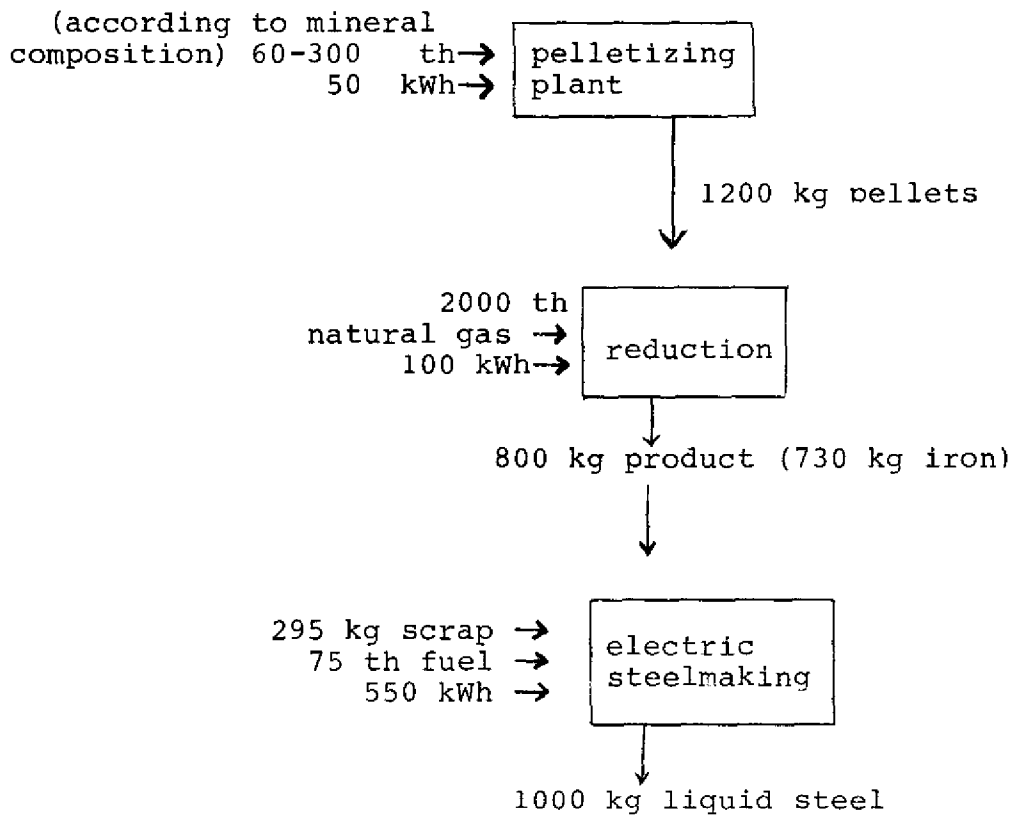 (according to mineral
composition) 60-300 th→
50 kWh→
pelletizing
plant
1200 kg pellets
2000 th
natural gas →
100 kWh→
reduction
800 kg product (730 kg iron)
295 kg scrap →
75 th fuel →
550 kWh →
electric
steelmaking
1000 kg liquid steel